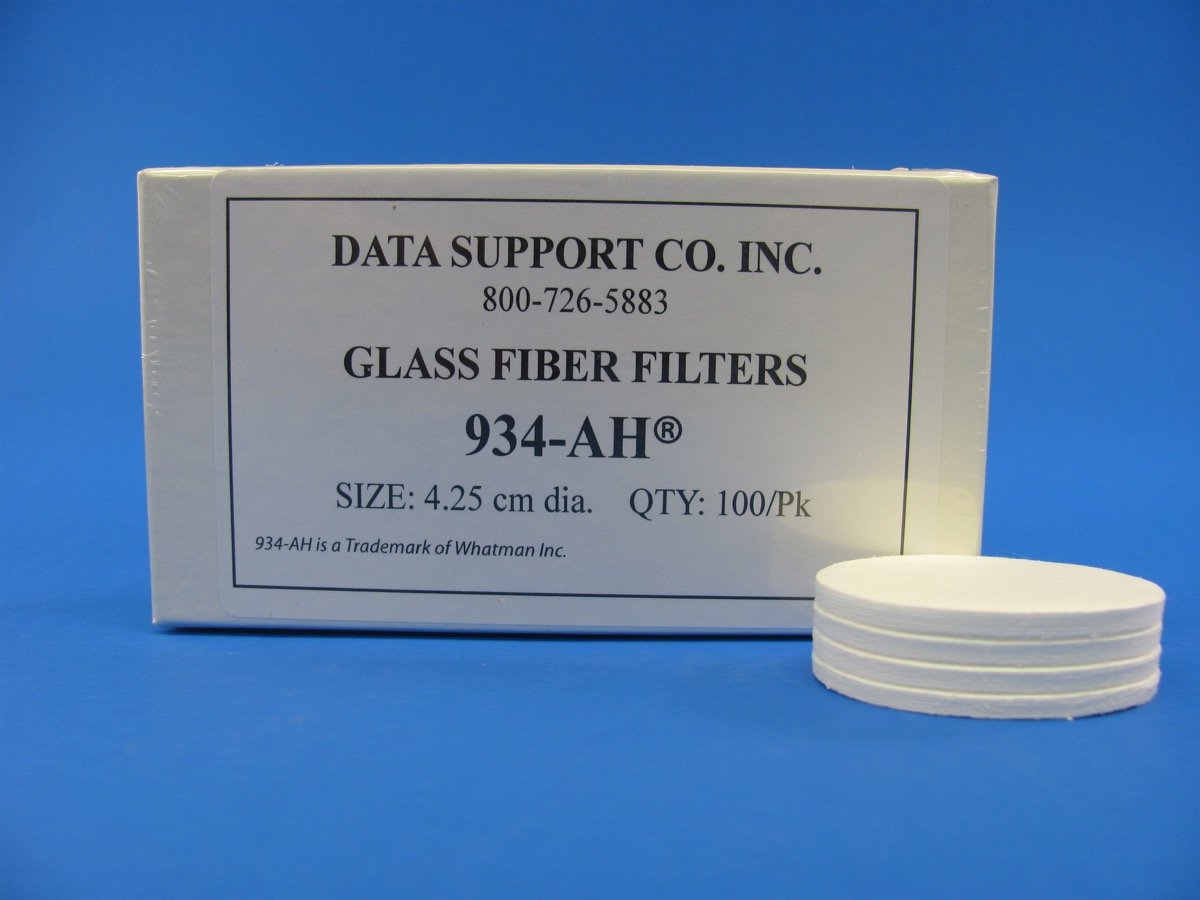 DATA SUPPORT CO. INC.
800-726-5883
GLASS FIBER FILTERS
934-AH®
SIZE: 4.25 cm dia. QTY: 100/Pk
934-AH is a Trademark of Whatman Inc.